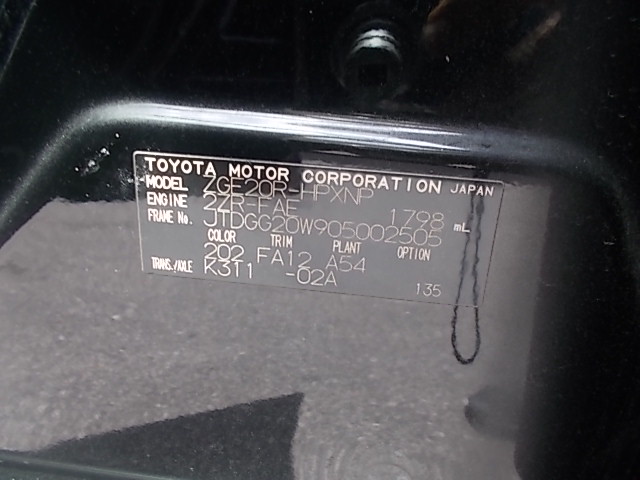 TOYOTA MOTOR CORPORATION JAPAN
MODEL ZGE20R-HPXNP
ENGINE 2ZR-FAE 1798 mL
FRAME No. JTDGG20W905002505
COLOR TRIM PLANT OPTION
202 FA12 A54
TRANS./AXLE K311 -02A 135